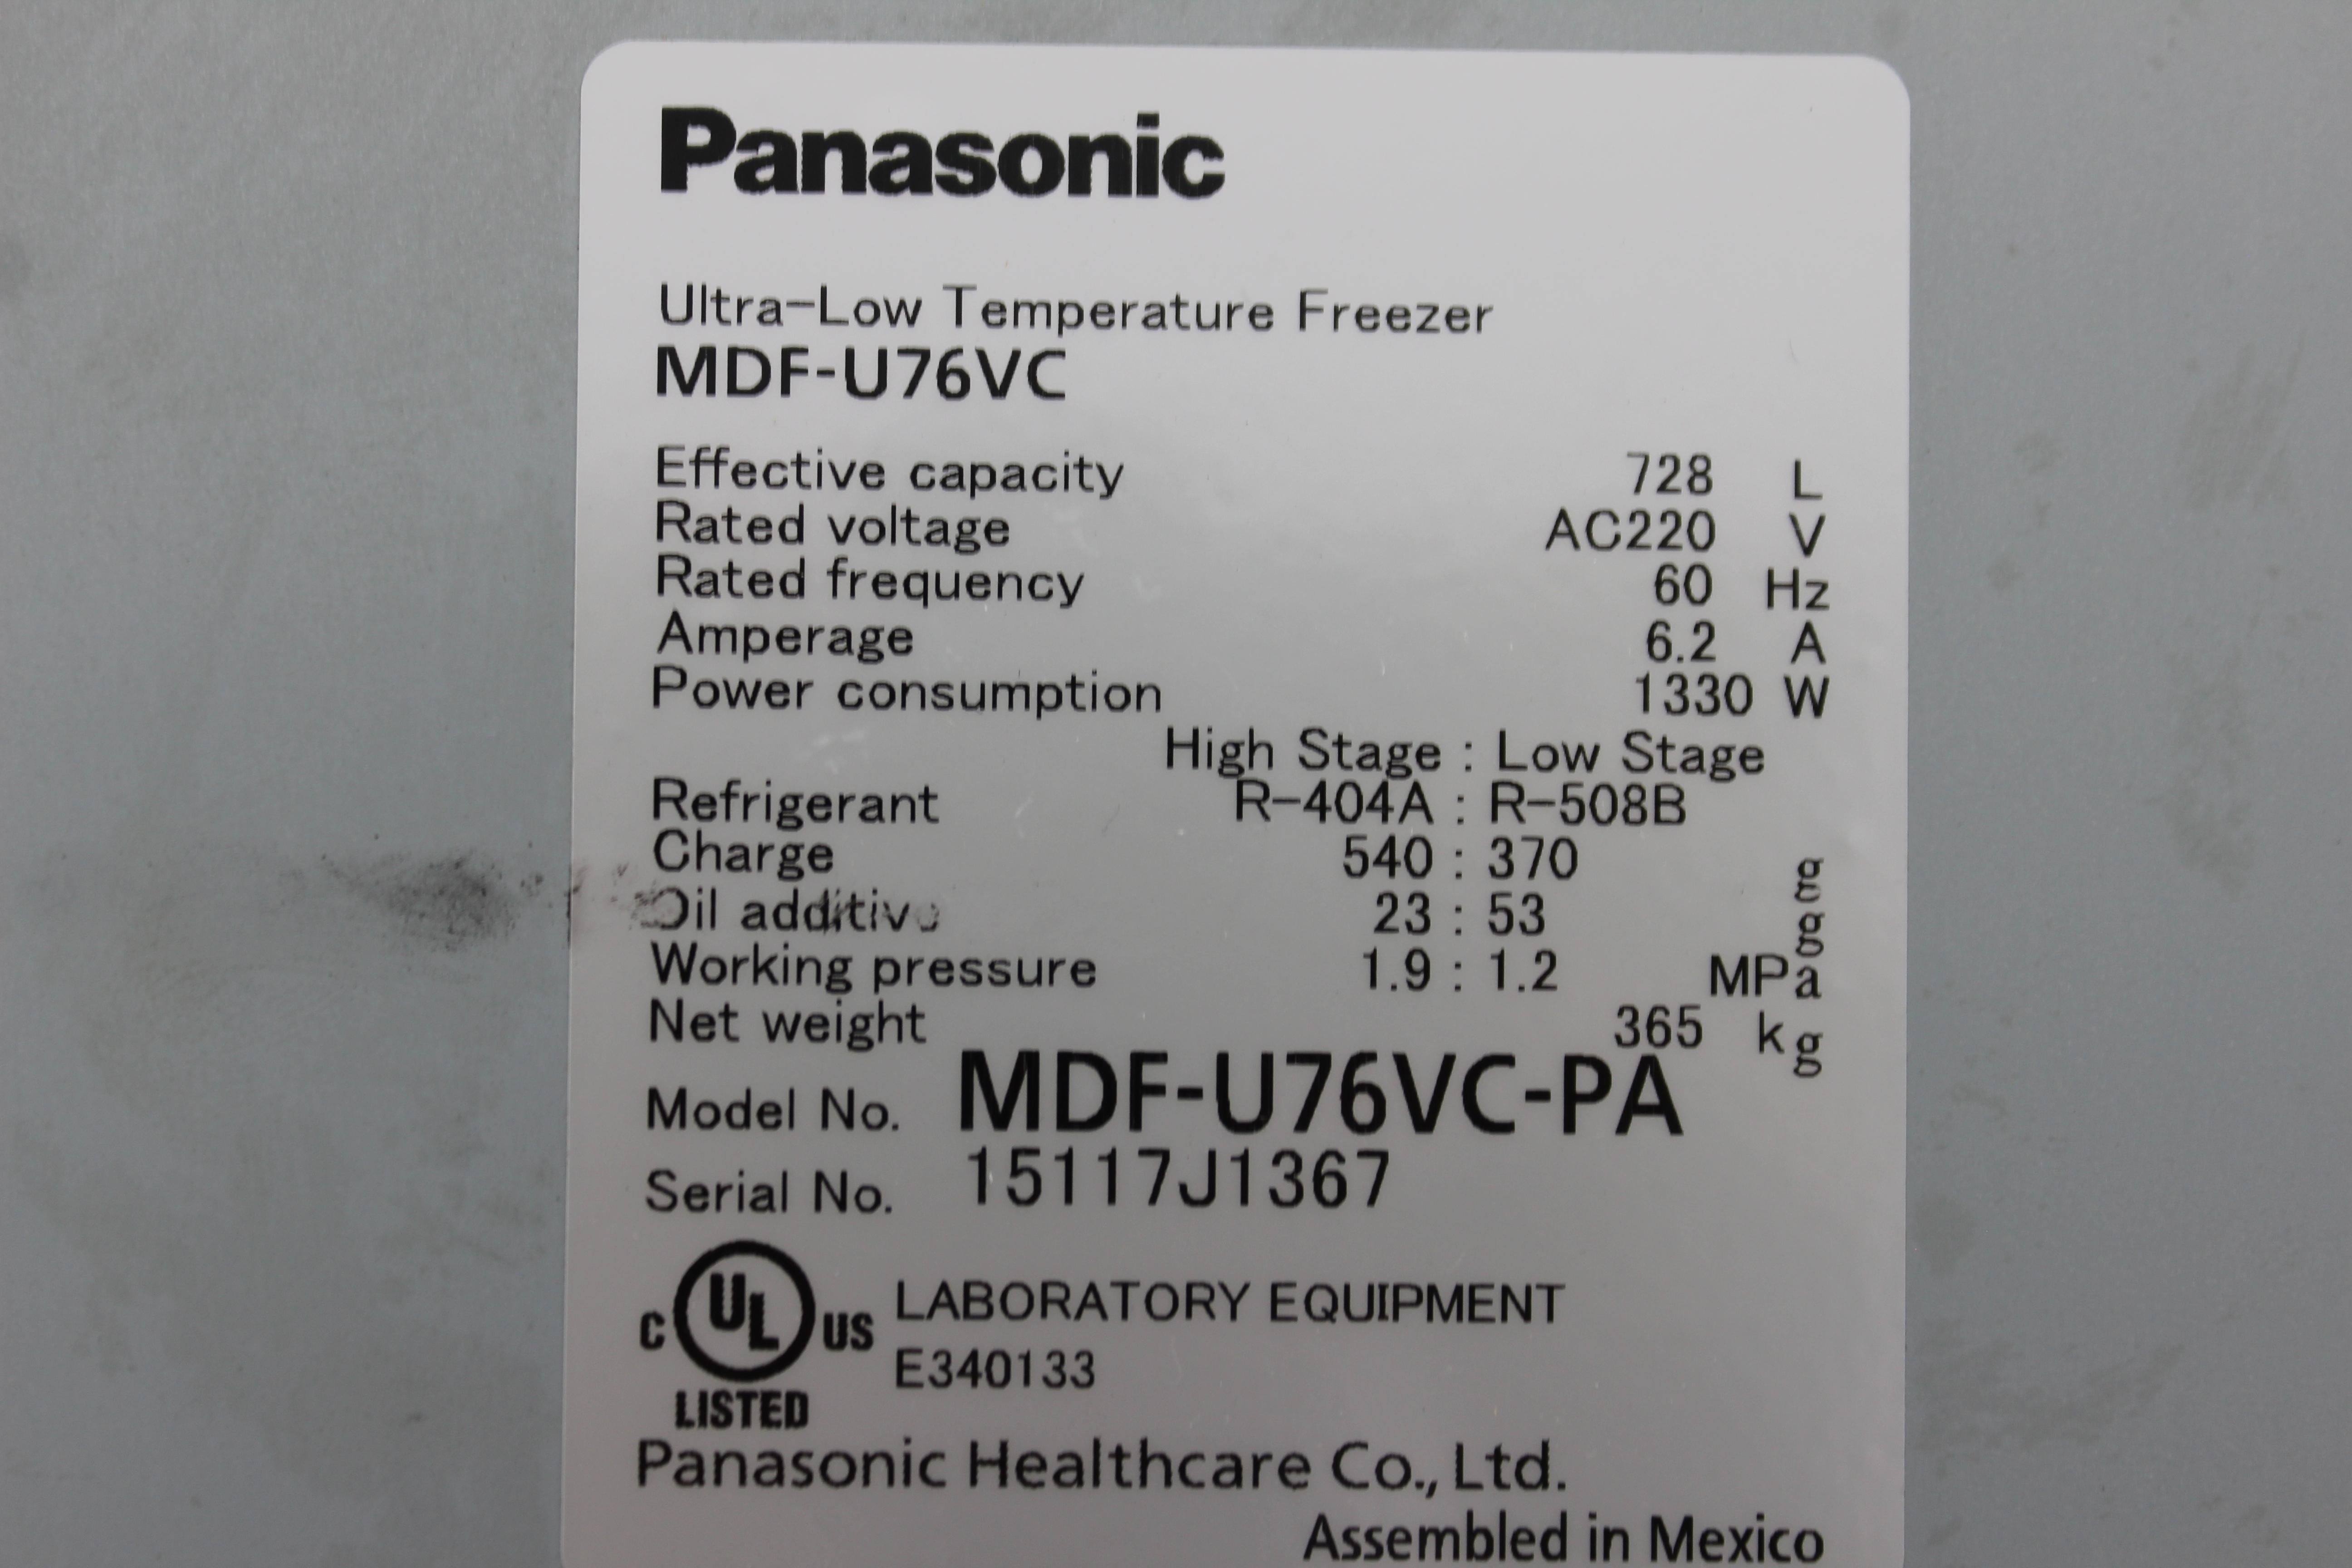 Panasonic
Ultra-Low Temperature Freezer
MDF-U76VC
Effective capacity 728 L
Rated voltage AC220 V
Rated frequency 60 Hz
Amperage 6.2 A
Power consumption 1330 W
High Stage : Low Stage
Refrigerant R-404A : R-508B
Charge 540 : 370 g
Oil additive 23 : 53 g
Working pressure 1.9 : 1.2 MPa
Net weight 365 kg
Model No. MDF-U76VC-PA
Serial No. 15117J1367
C UL US LABORATORY EQUIPMENT
E340133
LISTED
Panasonic Healthcare Co., Ltd.
Assembled in Mexico